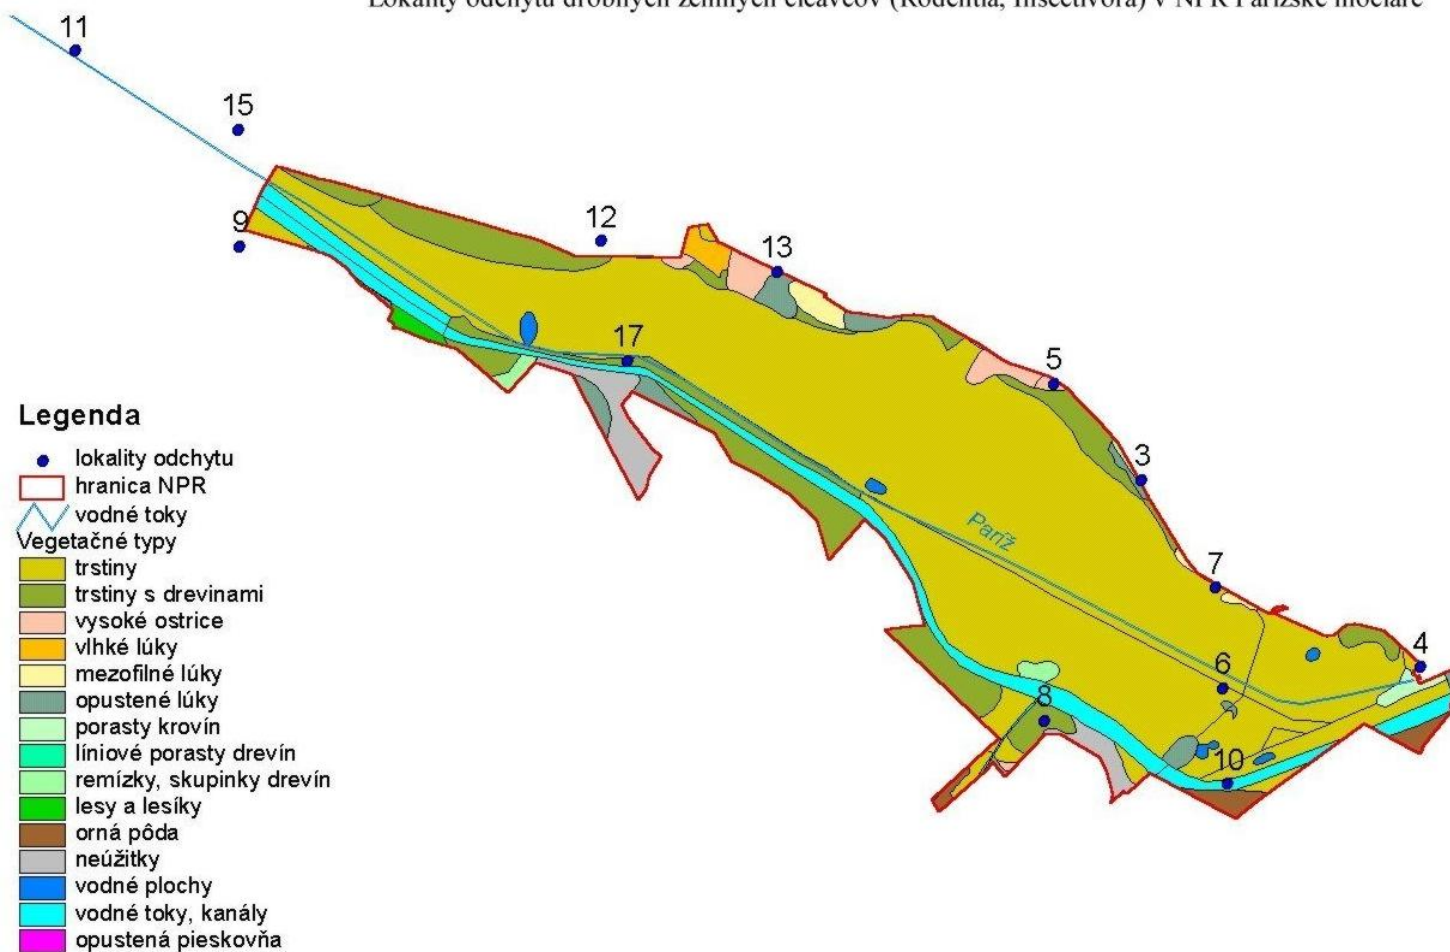 Lokality odchytu drobných zemných cicavcov (Rodentia, Insectivora) v NPR Parížske močiare
11
15
9
12
13
17
5
3
Paríž
7
4
6
8
10
Legenda
lokality odchytu
hranica NPR
vodné toky
Vegetačné typy
trstiny
trstiny s drevinami
vysoké ostrice
vlhké lúky
mezofilné lúky
opustené lúky
porasty krovín
líniové porasty drevín
remízky, skupinky drevín
lesy a lesíky
orná pôda
neúžitky
vodné plochy
vodné toky, kanály
opustená pieskovňa